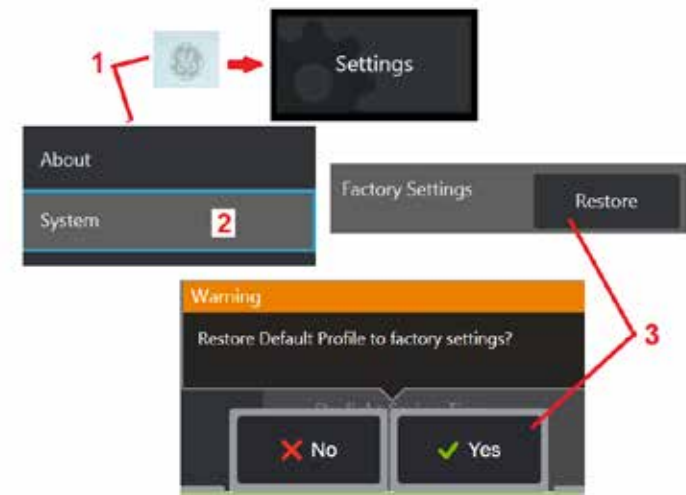 1
Settings
About
System 2
Factory Settings Restore
3
Warning
Restore Default Profile to factory settings?
No Yes